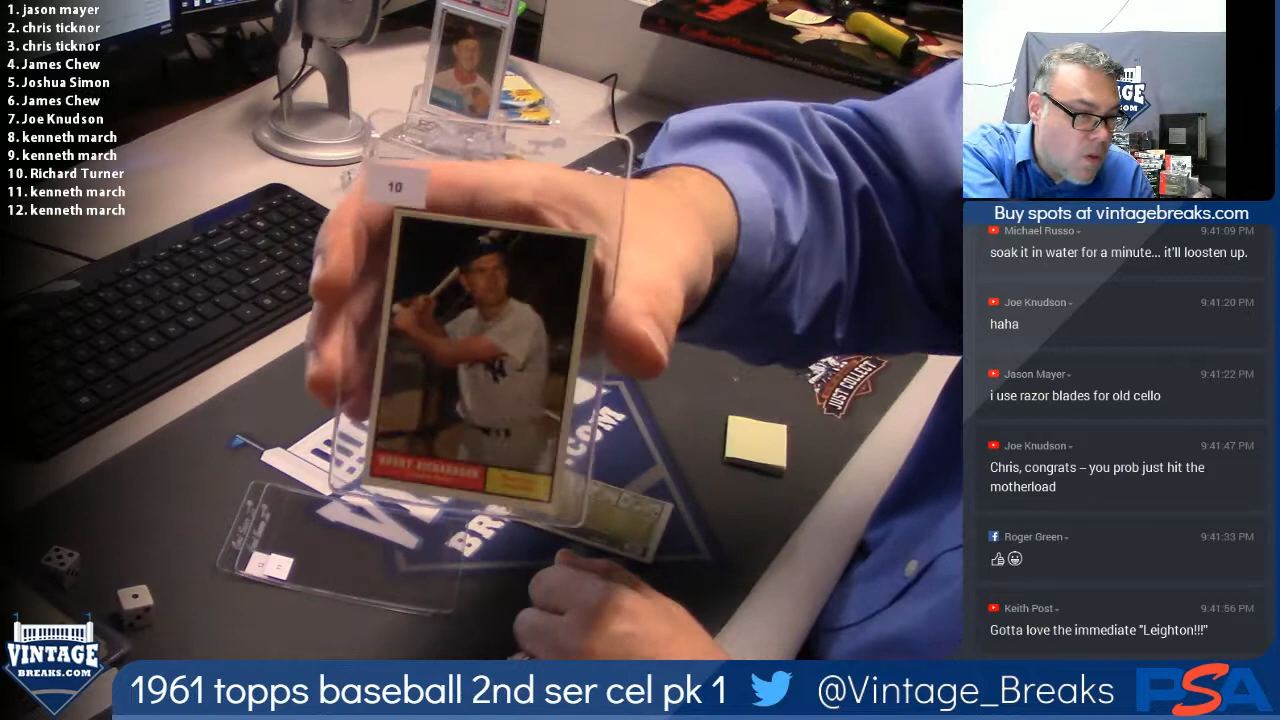 1. jason mayer
2. chris ticknor
3. chris ticknor
4. James Chew
5. Joshua Simon
6. James Chew
7. Joe Knudson
8. kenneth march
9. kenneth march
10. Richard Turner
11. kenneth march
12. kenneth march
10
BOBBY RICHARDSON
JUST COLLECT
.COM
BRE
VINTAGE
BREAKS.COM
Buy spots at vintagebreaks.com
Michael Russo 9:41:09 PM
soak it in water for a minute... it'll loosten up.
Joe Knudson 9:41:20 PM
haha
Jason Mayer 9:41:22 PM
i use razor blades for old cello
Joe Knudson 9:41:47 PM
Chris, congrats – you prob just hit the
motherload
Roger Green 9:41:33 PM
Keith Post 9:41:56 PM
Gotta love the immediate "Leighton!!!"
1961 topps baseball 2nd ser cel pk 1
@Vintage_Breaks
PSA